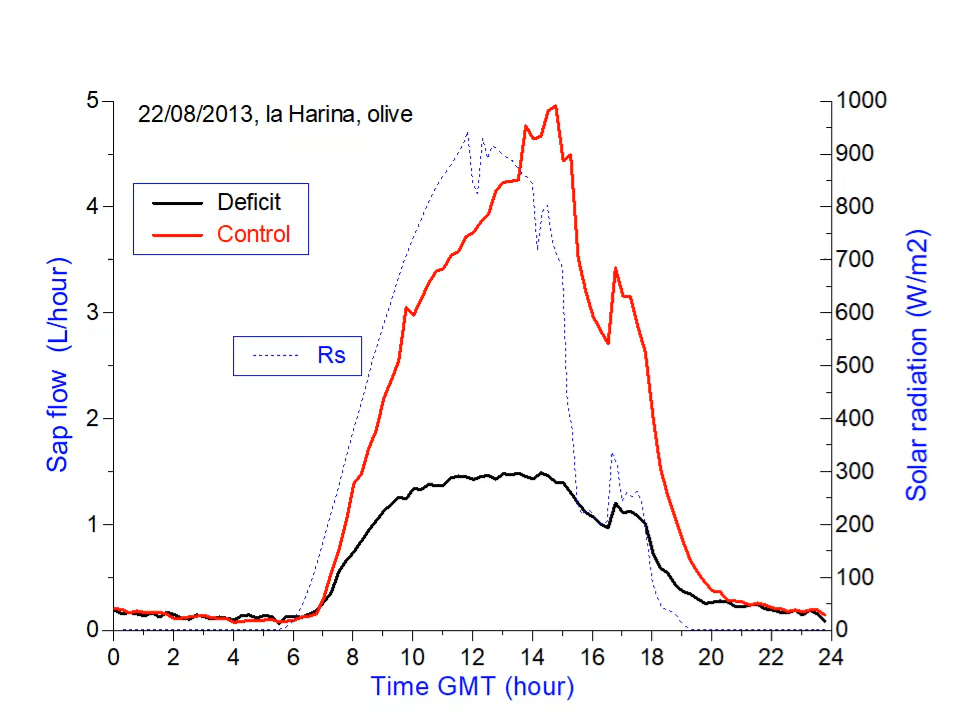 22/08/2013, la Harina, olive
Deficit
Control
Rs
Sap flow (L/hour)
5
4
3
2
1
0
Solar radiation (W/m2)
1000
900
800
700
600
500
400
300
200
100
0
0 2 4 6 8 10 12 14 16 18 20 22 24
Time GMT (hour)